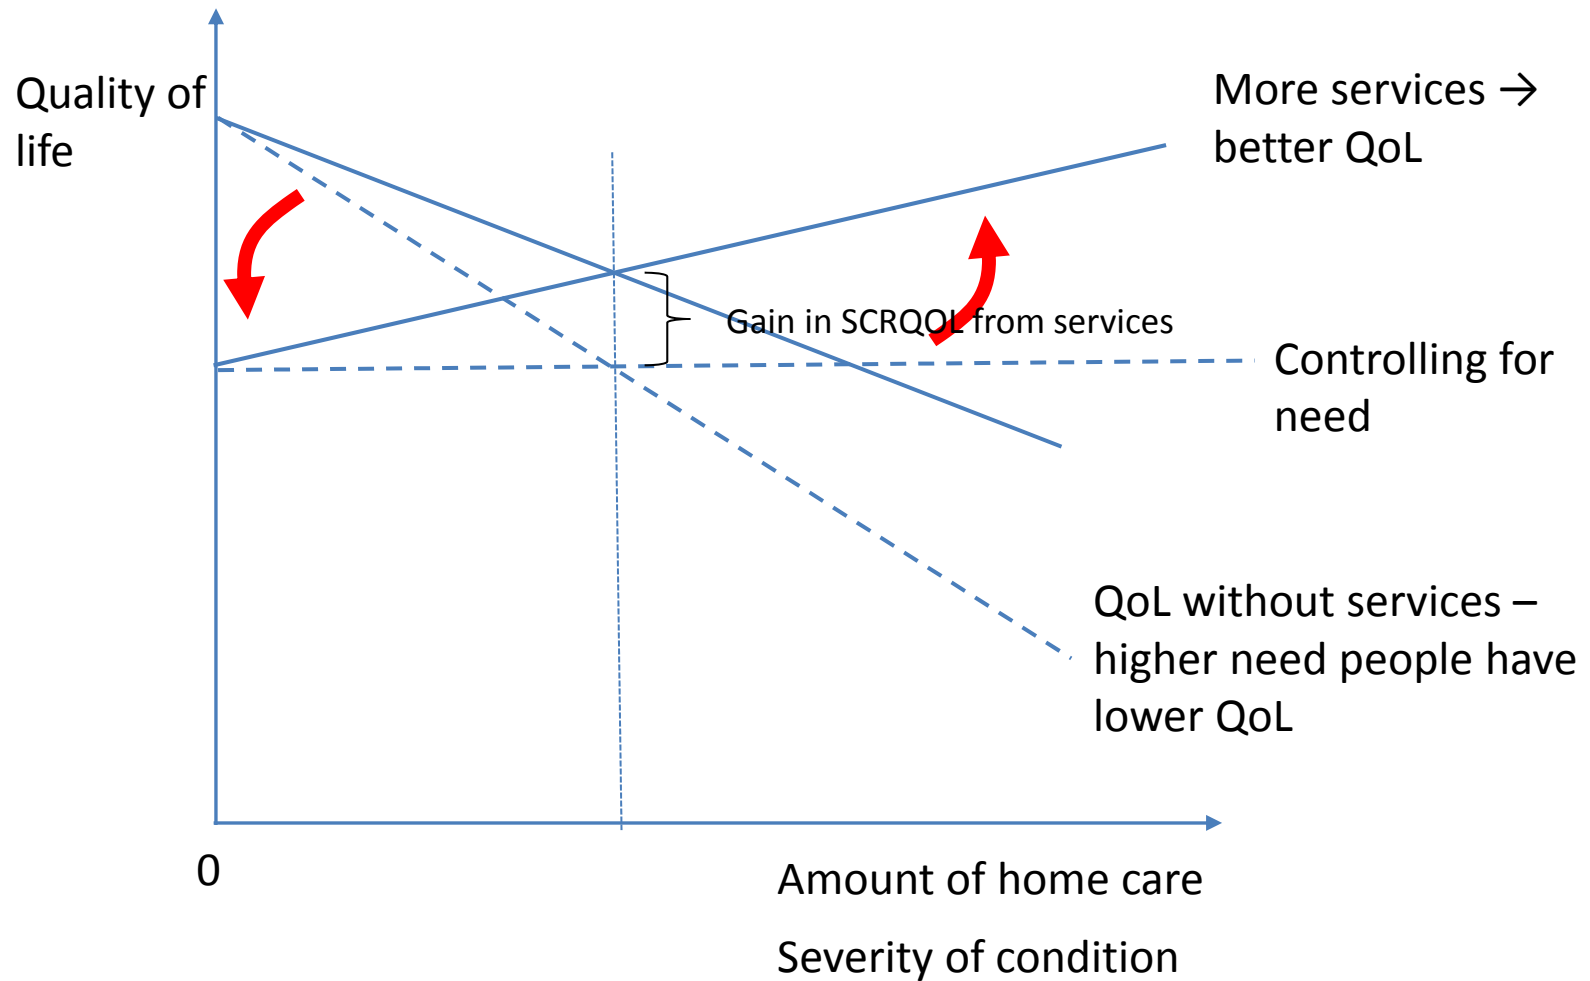 Quality of
life
More services →
better QoL
Gain in SCRQOL from services
Controlling for
need
QoL without services –
higher need people have
lower QoL
0
Amount of home care
Severity of condition